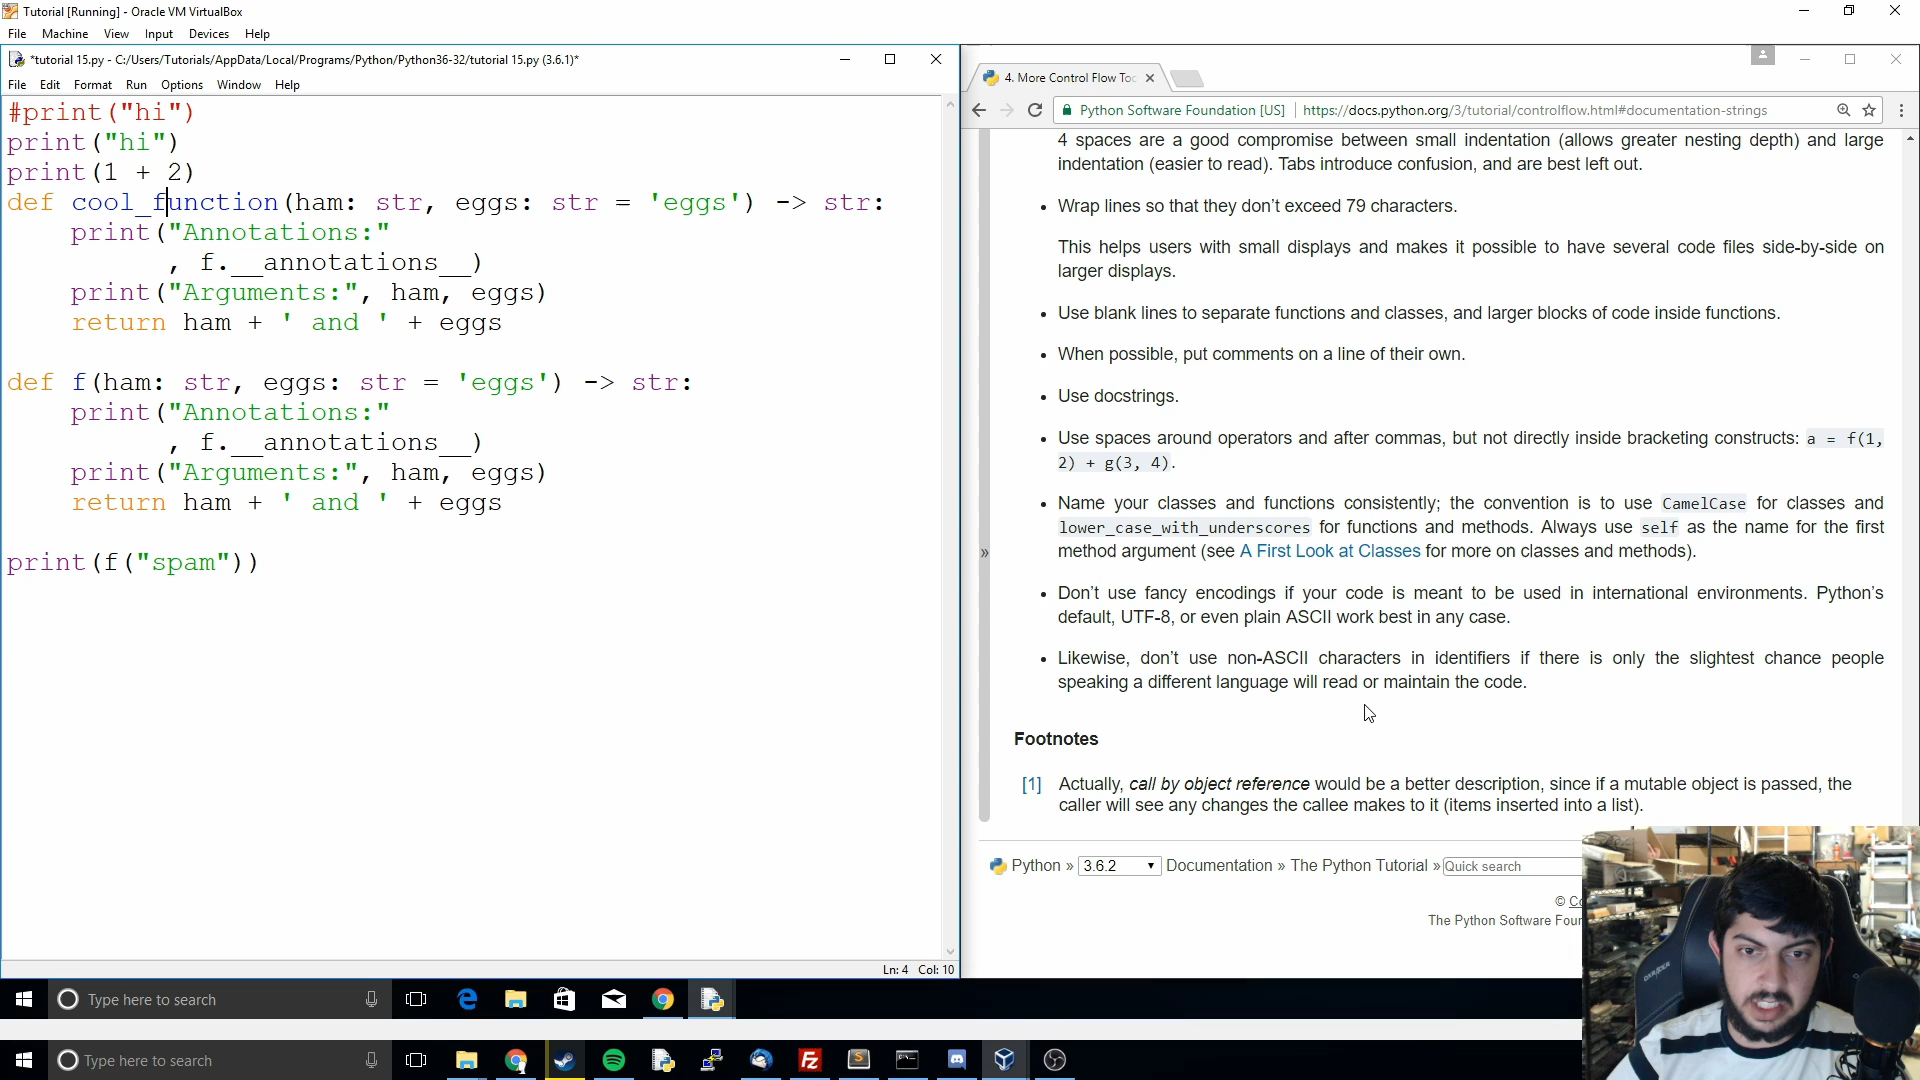 Tutorial [Running] - Oracle VM VirtualBox
File Machine View Input Devices Help
*tutorial 15.py - C:/Users/Tutorials/AppData/Local/Programs/Python/Python36-32/tutorial 15.py (3.6.1)*
File Edit Format Run Options Window Help
#print("hi")
print("hi")
print(1 + 2)
def cool_function(ham: str, eggs: str = 'eggs') -> str:
    print("Annotations:"
          , f.__annotations__)
    print("Arguments:", ham, eggs)
    return ham + ' and ' + eggs
def f(ham: str, eggs: str = 'eggs') -> str:
    print("Annotations:"
          , f.__annotations__)
    print("Arguments:", ham, eggs)
    return ham + ' and ' + eggs
print(f("spam"))
Ln: 4 Col: 10
4. More Control Flow Too
Python Software Foundation [US] https://docs.python.org/3/tutorial/controlflow.html#documentation-strings
4 spaces are a good compromise between small indentation (allows greater nesting depth) and large
indentation (easier to read). Tabs introduce confusion, and are best left out.
• Wrap lines so that they don't exceed 79 characters.
This helps users with small displays and makes it possible to have several code files side-by-side on
larger displays.
• Use blank lines to separate functions and classes, and larger blocks of code inside functions.
• When possible, put comments on a line of their own.
• Use docstrings.
• Use spaces around operators and after commas, but not directly inside bracketing constructs: a = f(1,
2) + g(3, 4).
• Name your classes and functions consistently; the convention is to use CamelCase for classes and
lower_case_with_underscores for functions and methods. Always use self as the name for the first
method argument (see A First Look at Classes for more on classes and methods).
»
• Don't use fancy encodings if your code is meant to be used in international environments. Python's
default, UTF-8, or even plain ASCII work best in any case.
• Likewise, don't use non-ASCII characters in identifiers if there is only the slightest chance people
speaking a different language will read or maintain the code.
Footnotes
[1] Actually, call by object reference would be a better description, since if a mutable object is passed, the
caller will see any changes the callee makes to it (items inserted into a list).
Python » 3.6.2 Documentation » The Python Tutorial » Quick search
© Co
The Python Software Foun
Type here to search
Type here to search